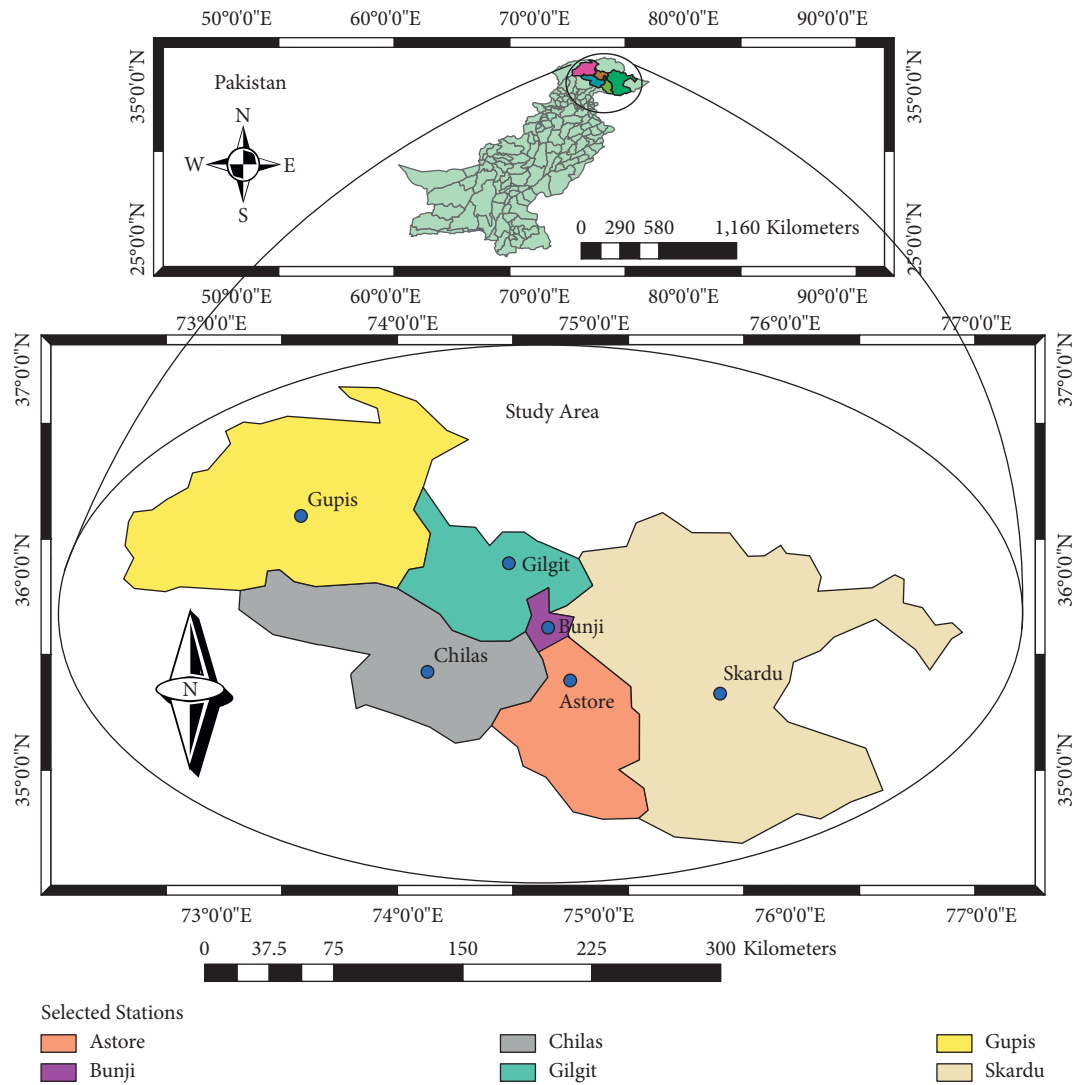 50°0'0"E 60°0'0"E 70°0'0"E 80°0'0"E 90°0'0"E
35°0'0"N
25°0'0"N
Pakistan
N
W E
S
0 290 580 1,160 Kilometers
35°0'0"N
25°0'0"N
50°0'0"E 60°0'0"E 70°0'0"E 80°0'0"E 90°0'0"E
73°0'0"E 74°0'0"E 75°0'0"E 76°0'0"E 77°0'0"E
37°0'0"N
36°0'0"N
35°0'0"N
Study Area
Gupis
Gilgit
Bunji
Chilas
Astore
Skardu
N
37°0'0"N
36°0'0"N
35°0'0"N
73°0'0"E 74°0'0"E 75°0'0"E 76°0'0"E 77°0'0"E
0 37.5 75 150 225 300 Kilometers
Selected Stations
Astore Chilas Gupis
Bunji Gilgit Skardu